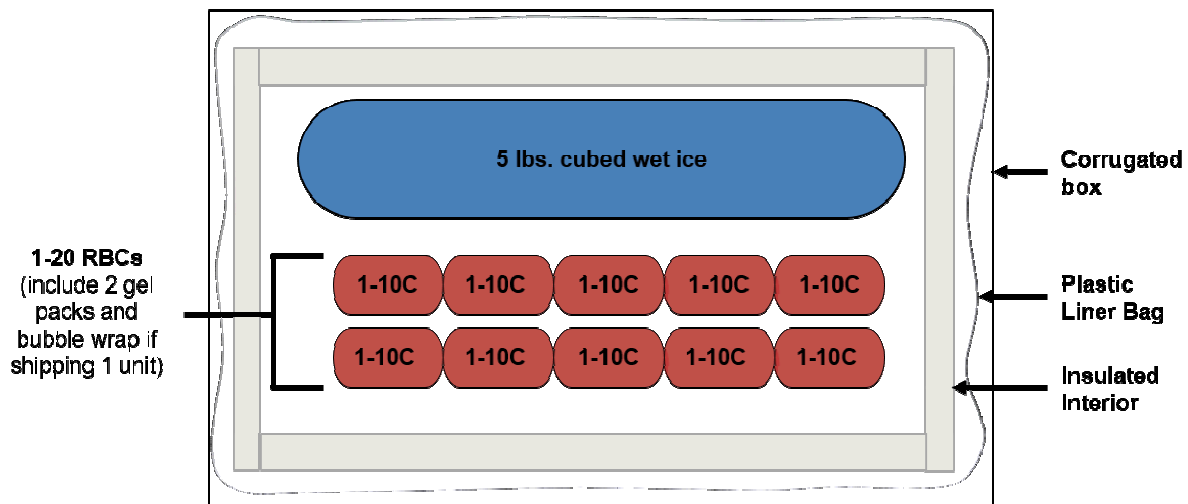 5 lbs. cubed wet ice
Corrugated
box
1-20 RBCs
(include 2 gel
packs and
bubble wrap if
shipping 1 unit)
1-10C 1-10C 1-10C 1-10C 1-10C
1-10C 1-10C 1-10C 1-10C 1-10C
Plastic
Liner Bag
Insulated
Interior